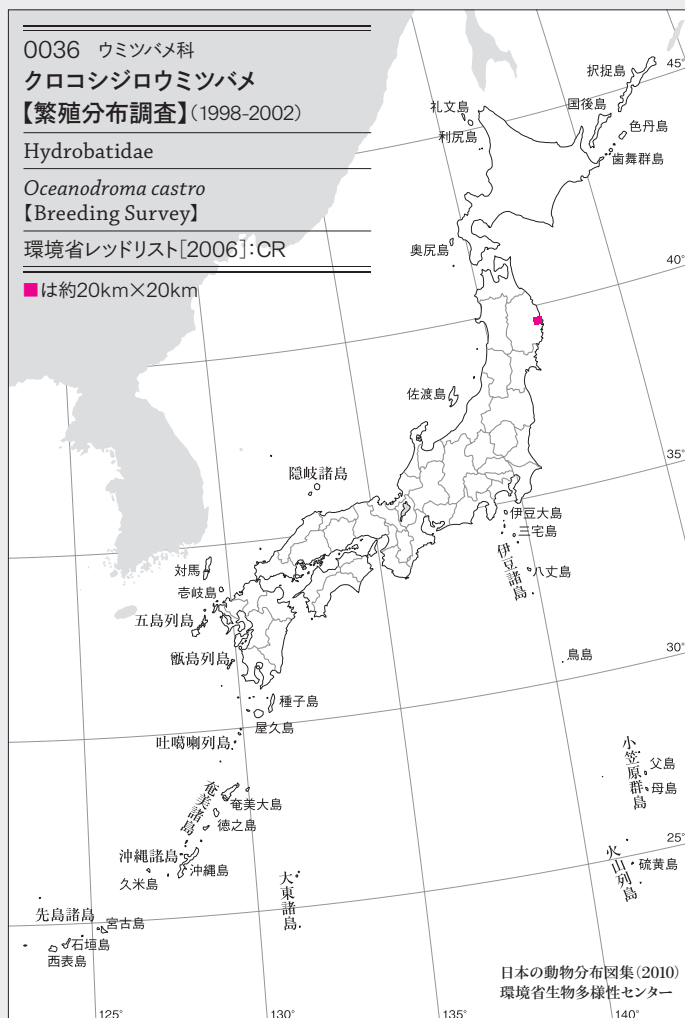 0036 ウミツバメ科
クロコシジロウミツバメ
【繁殖分布調査】(1998-2002)
Hydrobatidae
Oceanodroma castro
【Breeding Survey】
環境省レッドリスト[2006]:CR
■は約20km×20km
択捉島
国後島
色丹島
歯舞群島
礼文島
利尻島
奥尻島
佐渡島
隠岐諸島
対馬
壱岐島
五島列島
甑島列島
種子島
屋久島
吐噶喇列島
奄美諸島
奄美大島
徳之島
沖縄諸島
沖縄島
久米島
先島諸島
宮古島
石垣島
西表島
大東諸島
伊豆大島
三宅島
伊豆諸島
八丈島
鳥島
小笠原群島
父島
母島
火山列島
硫黄島
45°
40°
35°
30°
25°
125°
130°
135°
140°
日本の動物分布図集(2010)
環境省生物多様性センター